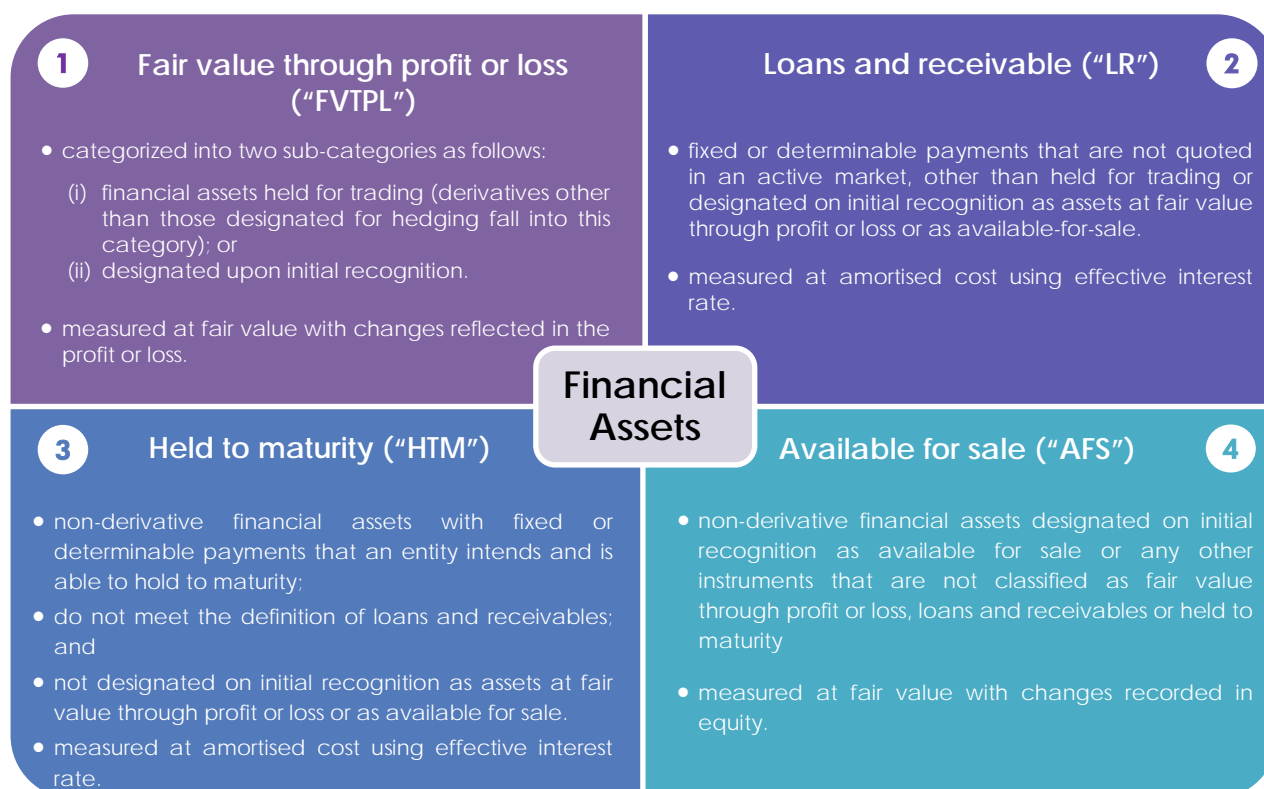 1
Fair value through profit or loss
(“FVTPL”)
• categorized into two sub-categories as follows:
(i) financial assets held for trading (derivatives other
than those designated for hedging fall into this
category); or
(ii) designated upon initial recognition.
• measured at fair value with changes reflected in the
profit or loss.
Loans and receivable (“LR”)
2
• fixed or determinable payments that are not quoted
in an active market, other than held for trading or
designated on initial recognition as assets at fair value
through profit or loss or as available-for-sale.
• measured at amortised cost using effective interest
rate.
Financial
Assets
3
Held to maturity (“HTM”)
• non-derivative financial assets with fixed or
determinable payments that an entity intends and is
able to hold to maturity;
• do not meet the definition of loans and receivables;
and
• not designated on initial recognition as assets at fair
value through profit or loss or as available for sale.
• measured at amortised cost using effective interest
rate.
Available for sale (“AFS”)
4
• non-derivative financial assets designated on initial
recognition as available for sale or any other
instruments that are not classified as fair value
through profit or loss, loans and receivables or held to
maturity
• measured at fair value with changes recorded in
equity.